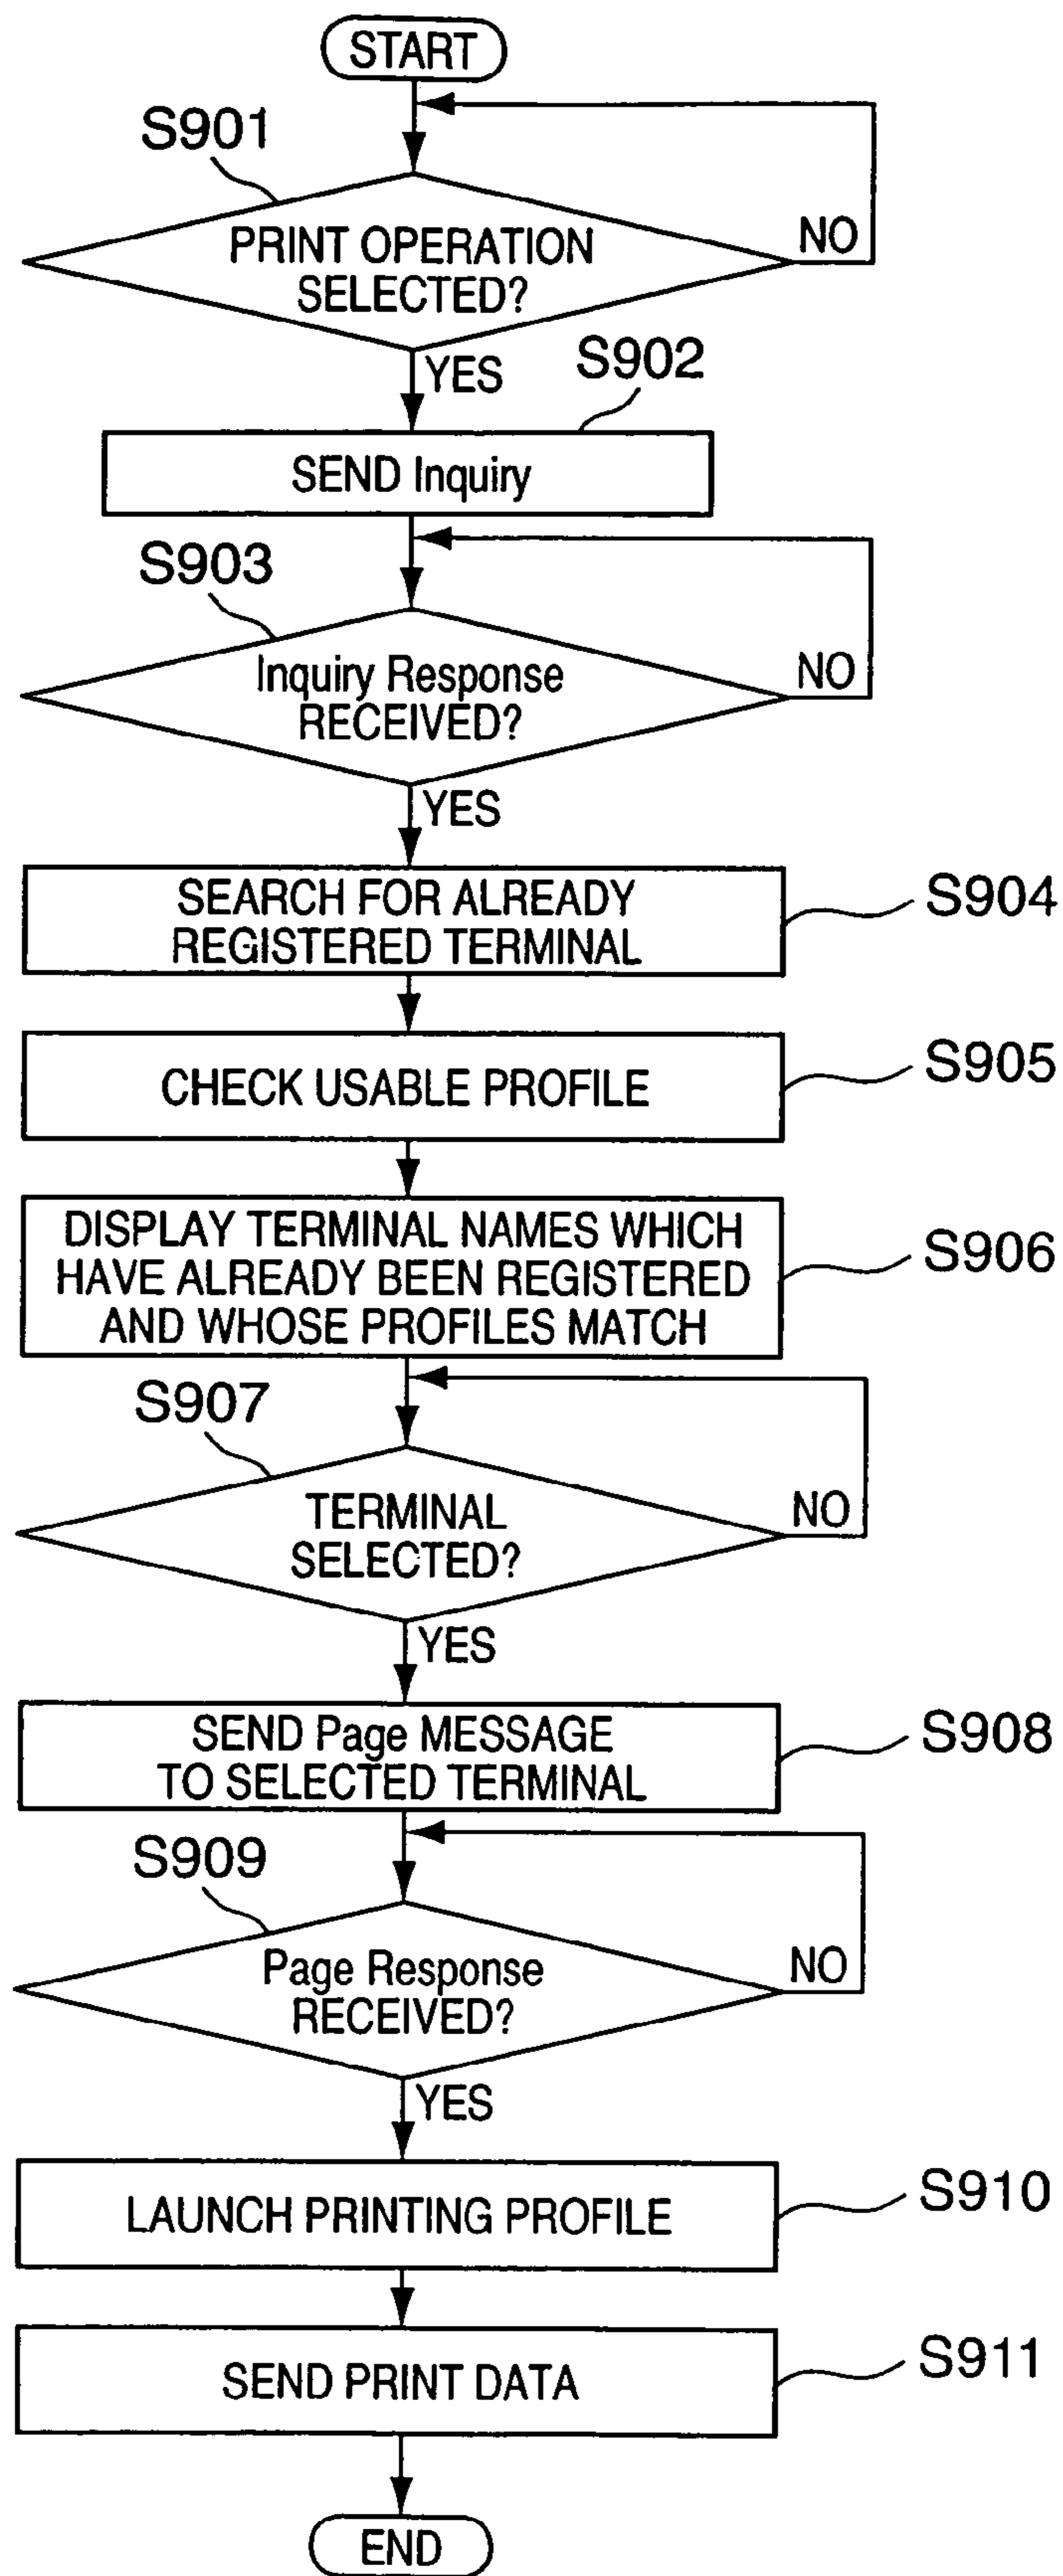 START
S901
PRINT OPERATION
SELECTED?
NO
YES
S902
SEND Inquiry
S903
Inquiry Response
RECEIVED?
NO
YES
SEARCH FOR ALREADY
REGISTERED TERMINAL
S904
CHECK USABLE PROFILE
S905
DISPLAY TERMINAL NAMES WHICH
HAVE ALREADY BEEN REGISTERED
AND WHOSE PROFILES MATCH
S906
S907
TERMINAL
SELECTED?
NO
YES
SEND Page MESSAGE
TO SELECTED TERMINAL
S908
S909
Page Response
RECEIVED?
NO
YES
LAUNCH PRINTING PROFILE
S910
SEND PRINT DATA
S911
END